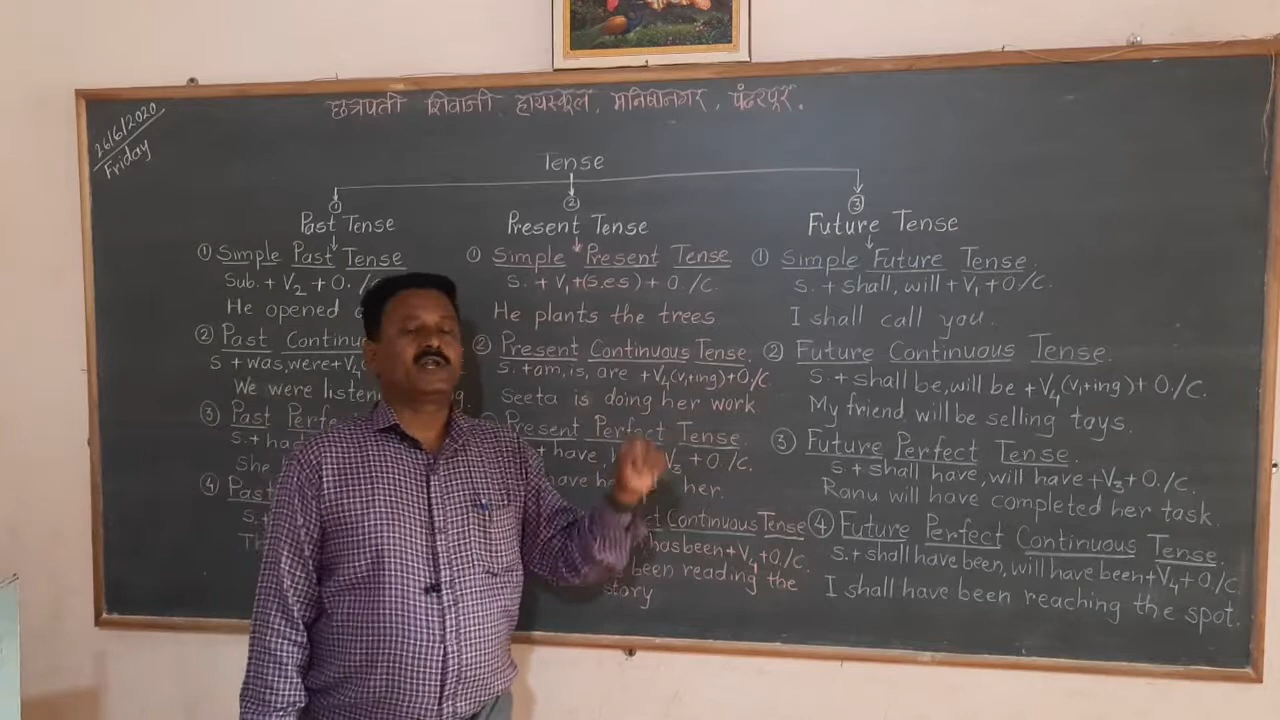 26/6/2020
Friday
छत्रपती शिवाजी हायस्कूल, मनिषानगर, पंढरपूर.
Tense
① ② ③
Past Tense
① Simple Past Tense
Sub. + V2 + O./C
He opened
② Past Continu
S + was, were + V4
We were listen
③ Past Perfe
S. + had
She
④ Past
S. +
Th
Present Tense
① Simple Present Tense
S. + V1 + (s.es) + O./C.
He plants the trees
② Present Continuous Tense.
S. + am, is, are + V4 (V1+ing) + O./C.
Seeta is doing her work
Present Perfect Tense.
+ have, V3 + O./C.
have her.
Continuous Tense
has been + V4 + O./C.
been reading the
story
Future Tense
① Simple Future Tense.
S. + shall, will + V1 + O/C.
I shall call you.
② Future Continuous Tense.
S. + shall be, will be + V4 (V1+ing) + O./C.
My friend will be selling toys.
③ Future Perfect Tense.
S + shall have, will have + V3 + O./C.
Ranu will have completed her task.
④ Future Perfect Continuous Tense.
S. + shall have been, will have been + V4 + O/C
I shall have been reaching the spot.